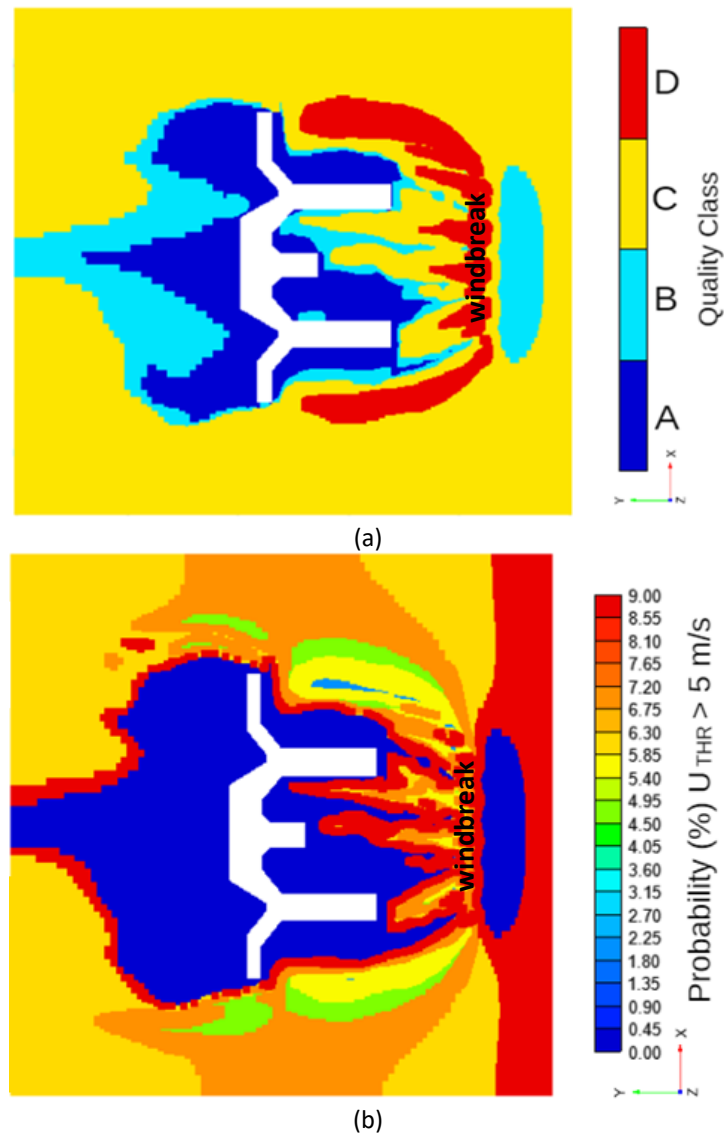 D
C
B
A
Quality Class
windbreak
X
Y
Z
(a)
9.00
8.55
8.10
7.65
7.20
6.75
6.30
5.85
5.40
4.95
4.50
4.05
3.60
3.15
2.70
2.25
1.80
1.35
0.90
0.45
0.00
Probability (%) U THR > 5 m/s
windbreak
X
Y
Z
(b)